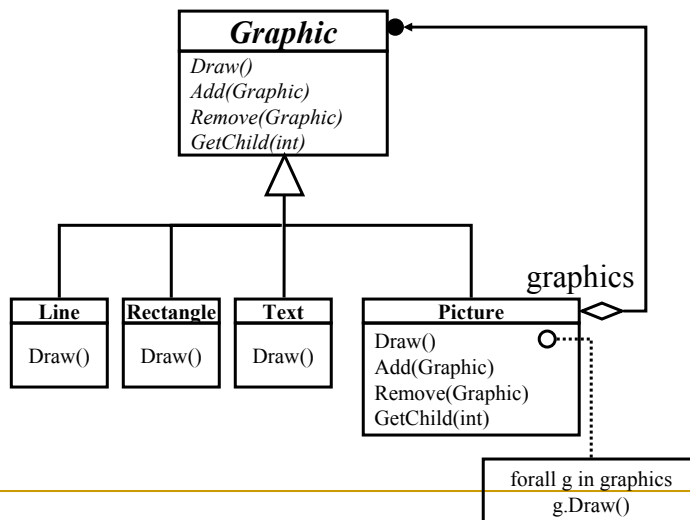 Graphic
Draw()
Add(Graphic)
Remove(Graphic)
GetChild(int)
graphics
Line
Draw()
Rectangle
Draw()
Text
Draw()
Picture
Draw()
Add(Graphic)
Remove(Graphic)
GetChild(int)
forall g in graphics
g.Draw()